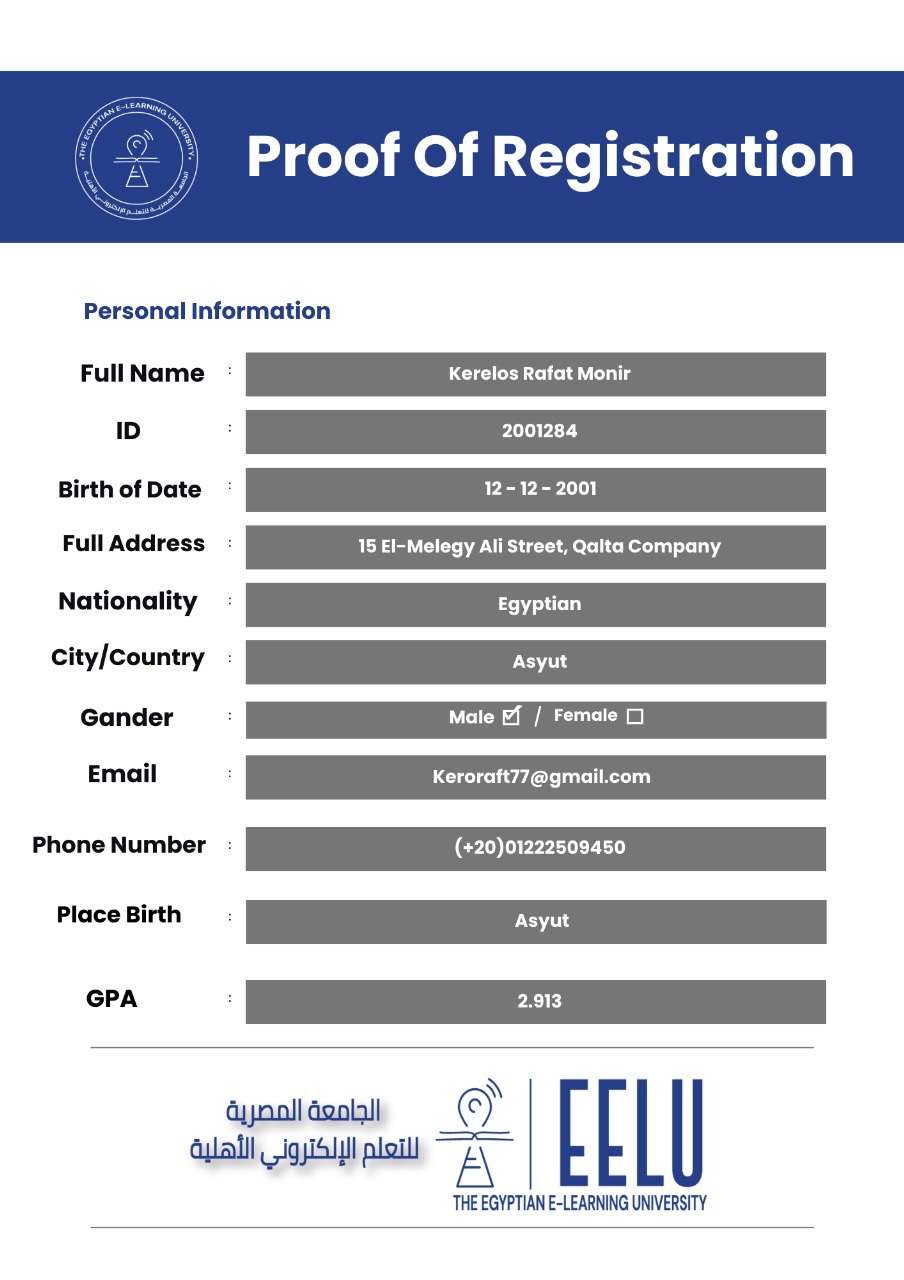 THE EGYPTIAN E-LEARNING UNIVERSITY
الجامعة المصرية للتعلم الإلكتروني الأهلية
Proof Of Registration
Personal Information
Full Name : Kerelos Rafat Monir
ID : 2001284
Birth of Date : 12 - 12 - 2001
Full Address : 15 El-Melegy Ali Street, Qalta Company
Nationality : Egyptian
City/Country : Asyut
Gander : Male ☑ / Female ☐
Email : Keroraft77@gmail.com
Phone Number : (+20)01222509450
Place Birth : Asyut
GPA : 2.913
الجامعة المصرية
للتعلم الإلكتروني الأهلية
EELU
THE EGYPTIAN E-LEARNING UNIVERSITY